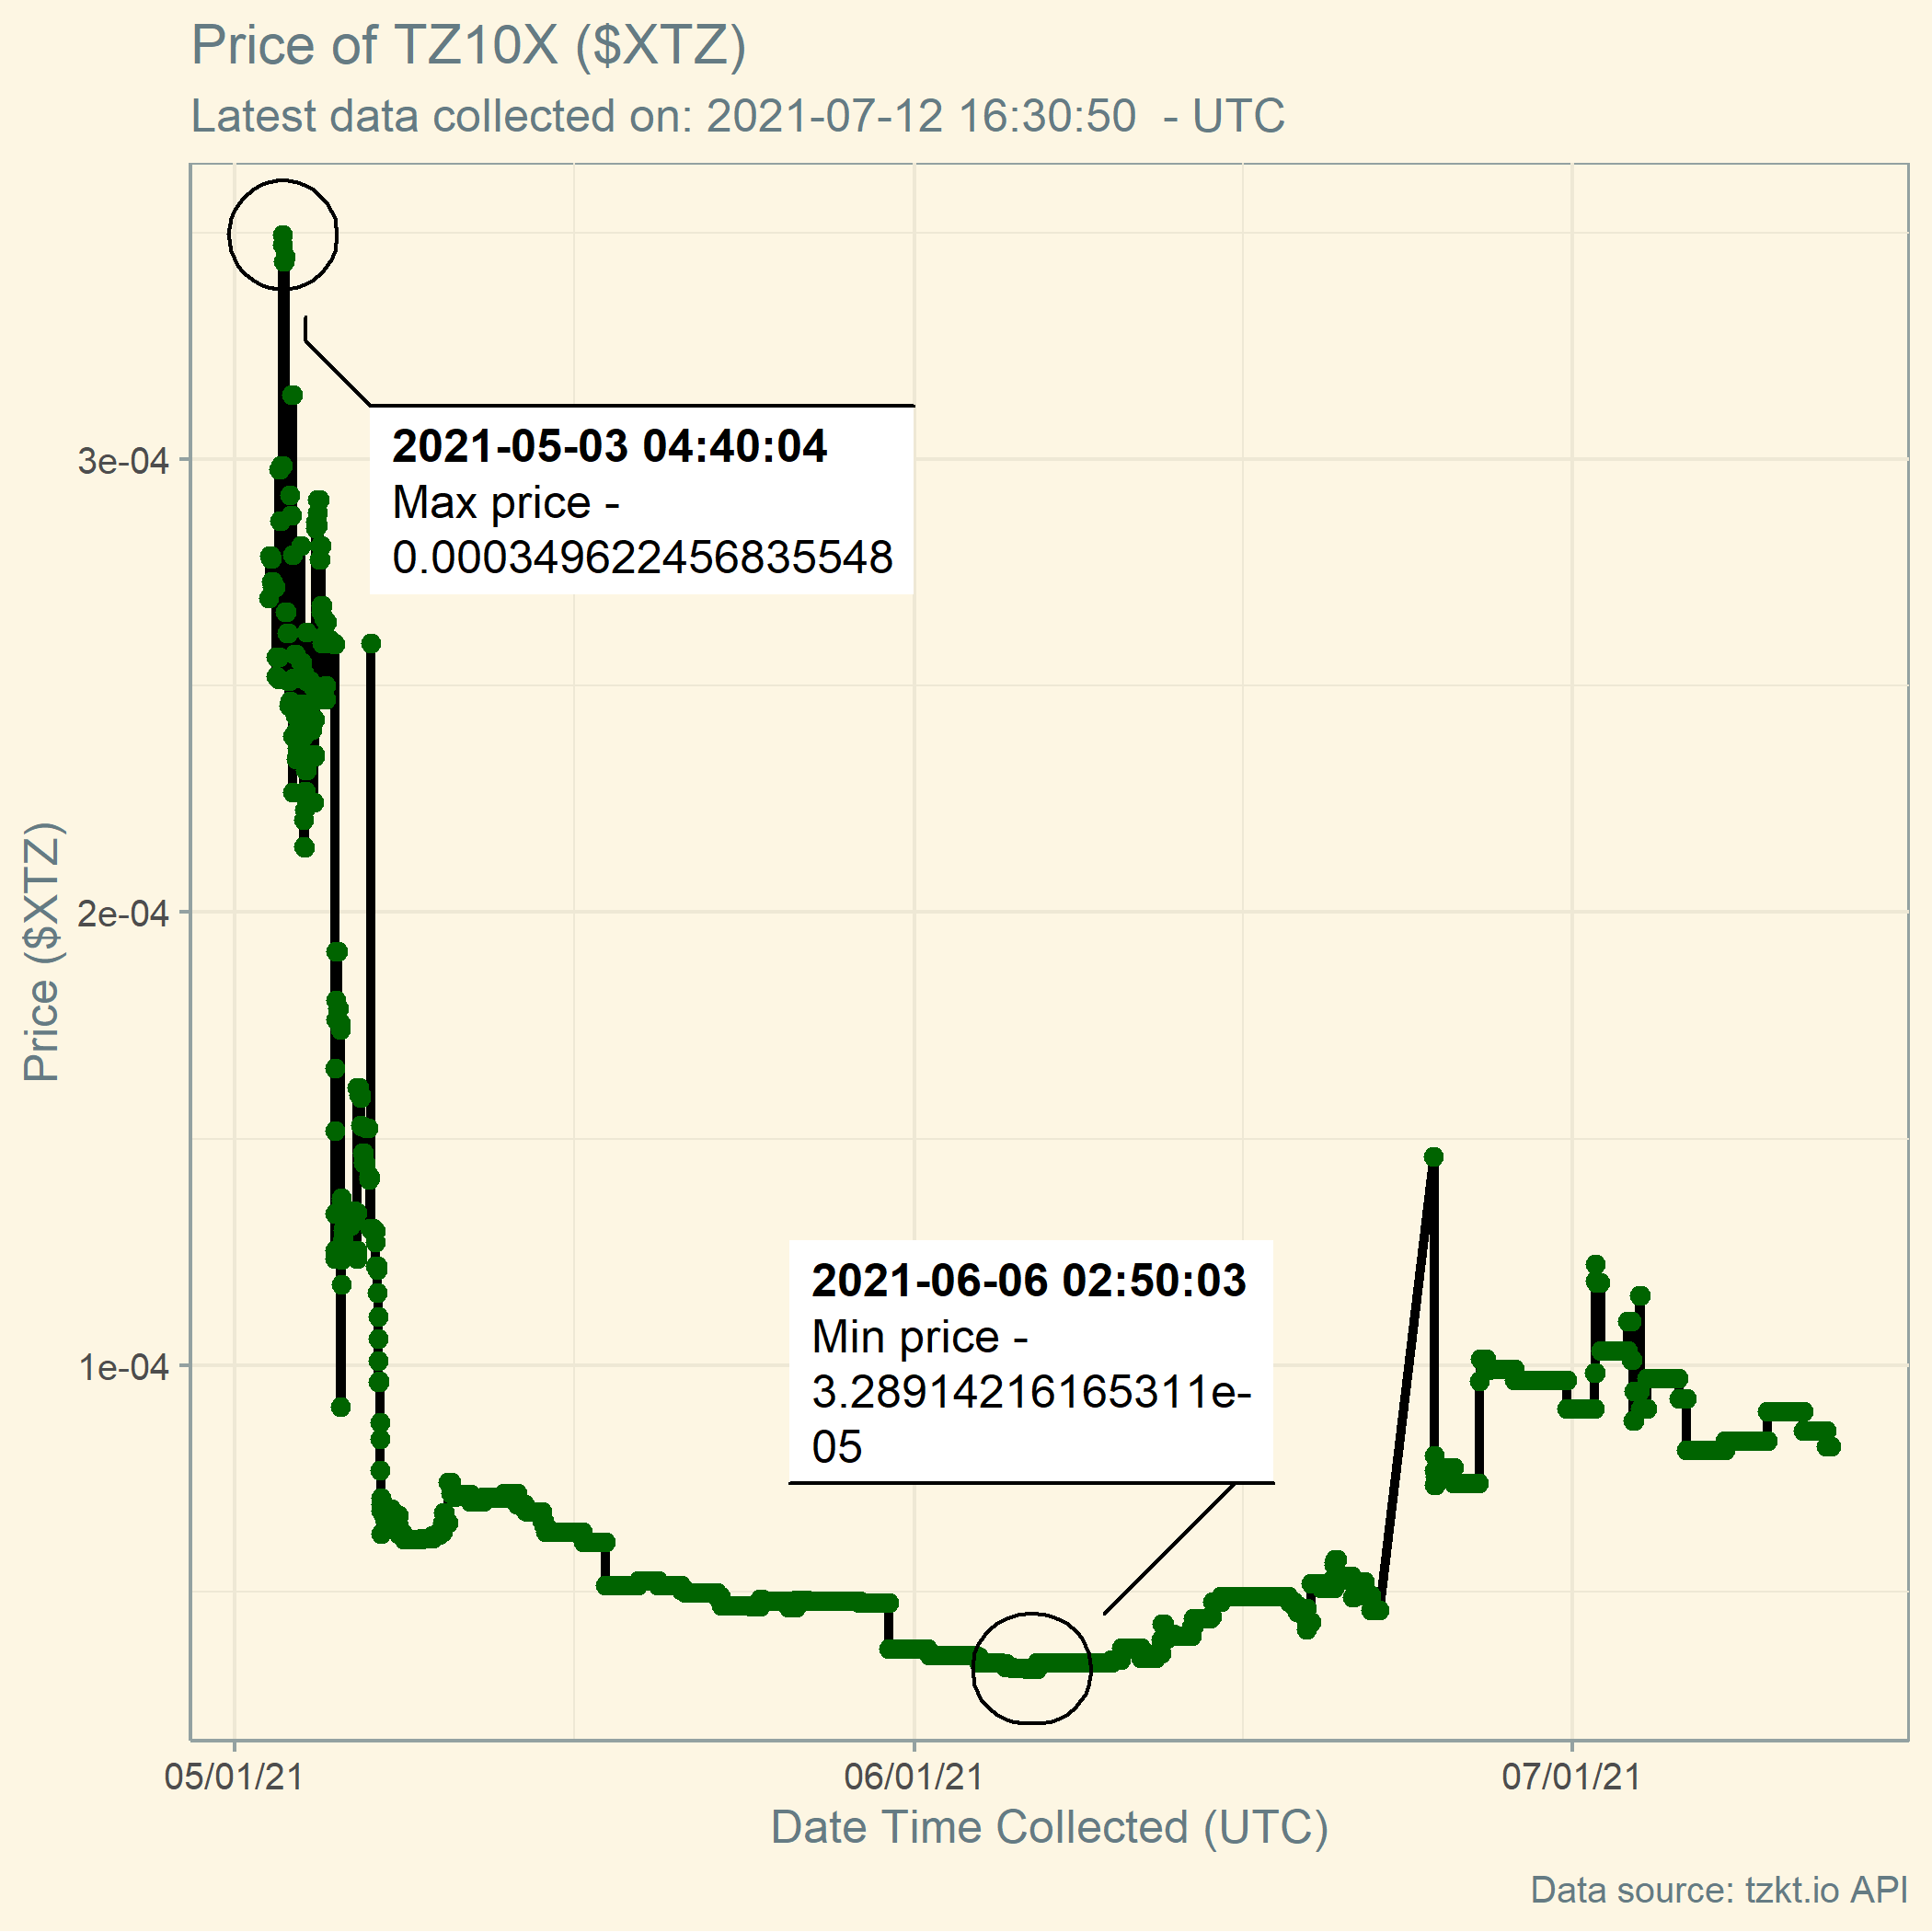 Price of TZ10X ($XTZ)
Latest data collected on: 2021-07-12 16:30:50  - UTC
2021-05-03 04:40:04
Max price -
0.000349622456835548
3e-04
2e-04
1e-04
Price ($XTZ)
2021-06-06 02:50:03
Min price -
3.28914216165311e-
05
05/01/21
06/01/21
07/01/21
Date Time Collected (UTC)
Data source: tzkt.io API